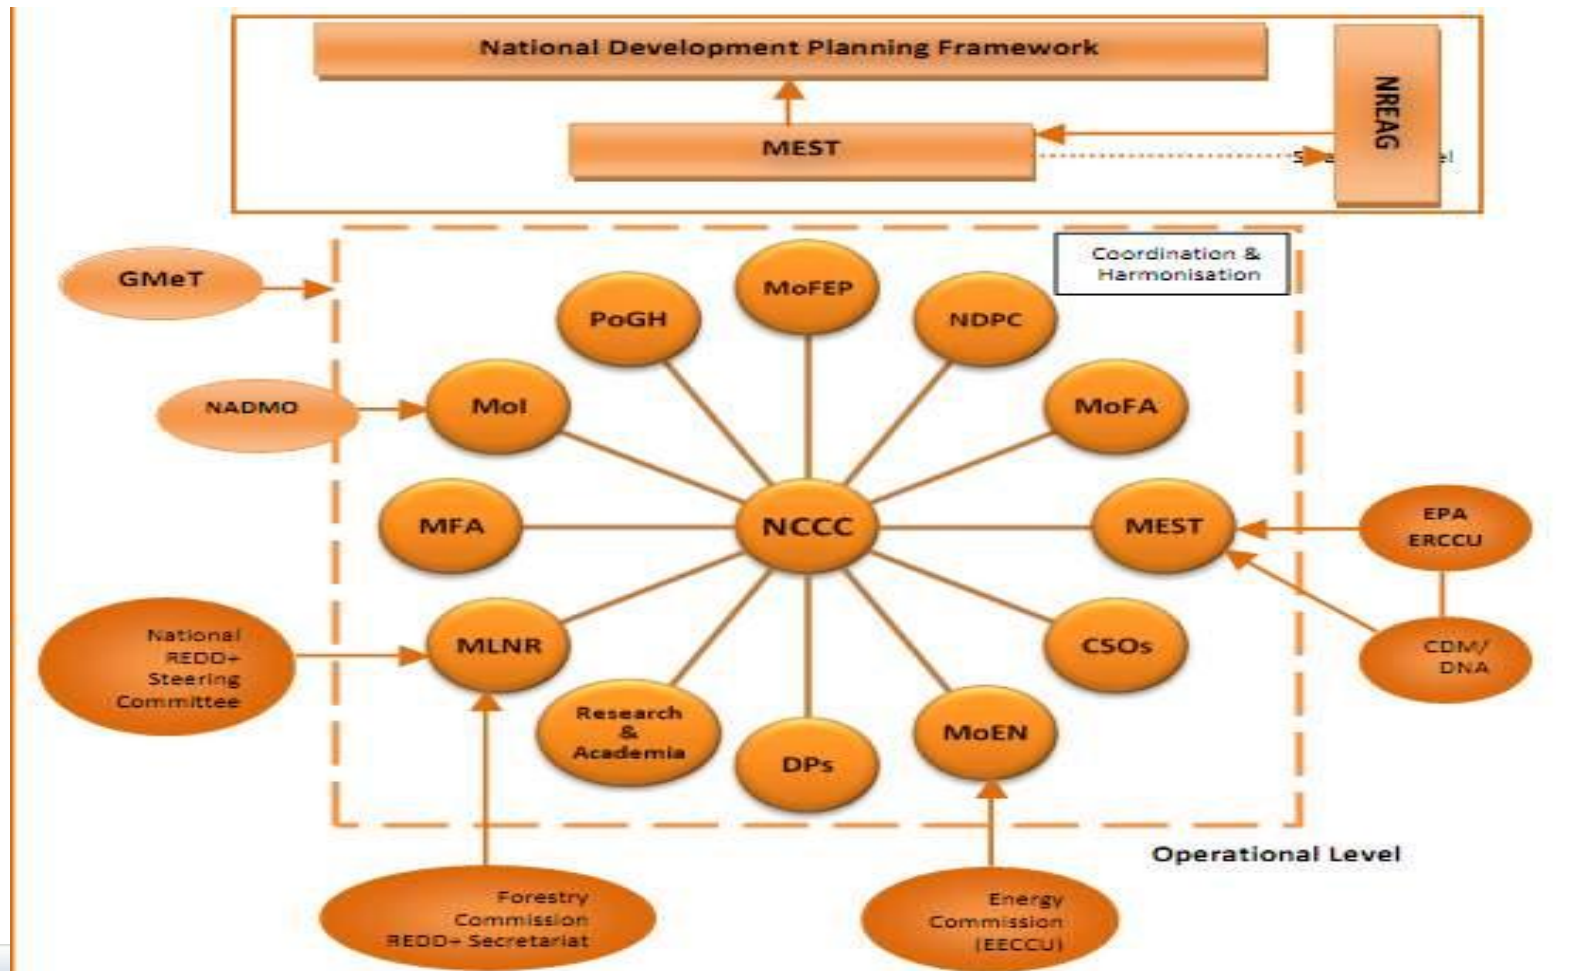 National Development Planning Framework
NREAG
MEST
Coordination &
Harmonisation
GMeT
MoFEP
PoGH
NDPC
MoI
MoFA
NADMO
MFA
NCCC
MEST
EPA
ERCCU
National
REDD+
Steering
Committee
MLNR
CSOs
CDM/
DNA
Research
&
Academia
DPs
MoEN
Operational Level
Forestry
Commission
REDD+ Secretariat
Energy
Commission
(EECCU)